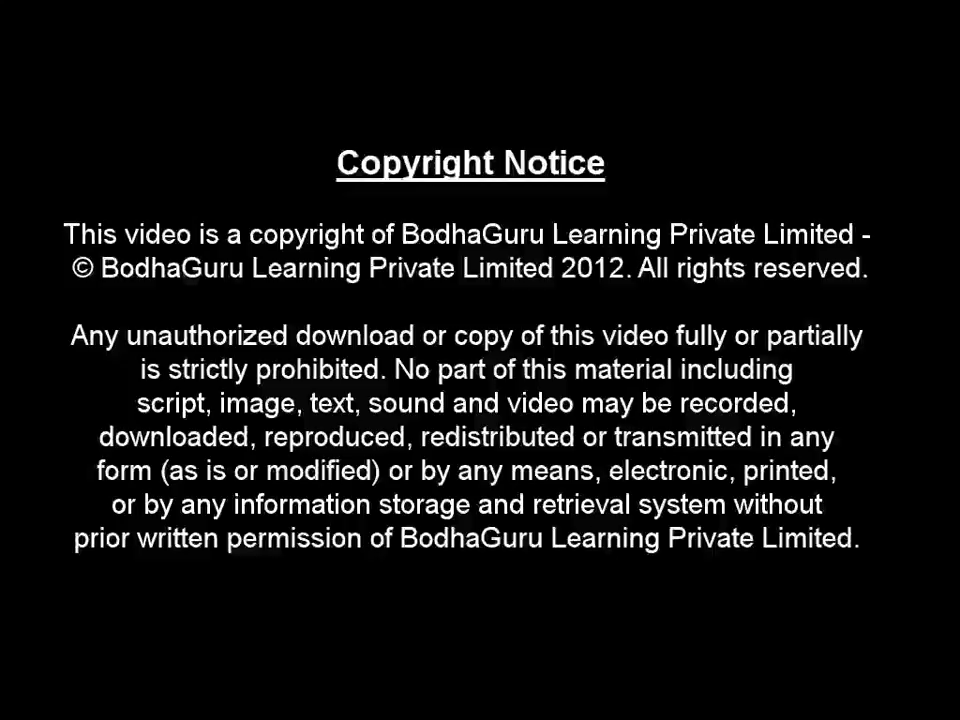 Copyright Notice
This video is a copyright of BodhaGuru Learning Private Limited -
© BodhaGuru Learning Private Limited 2012. All rights reserved.
Any unauthorized download or copy of this video fully or partially
is strictly prohibited. No part of this material including
script, image, text, sound and video may be recorded,
downloaded, reproduced, redistributed or transmitted in any
form (as is or modified) or by any means, electronic, printed,
or by any information storage and retrieval system without
prior written permission of BodhaGuru Learning Private Limited.